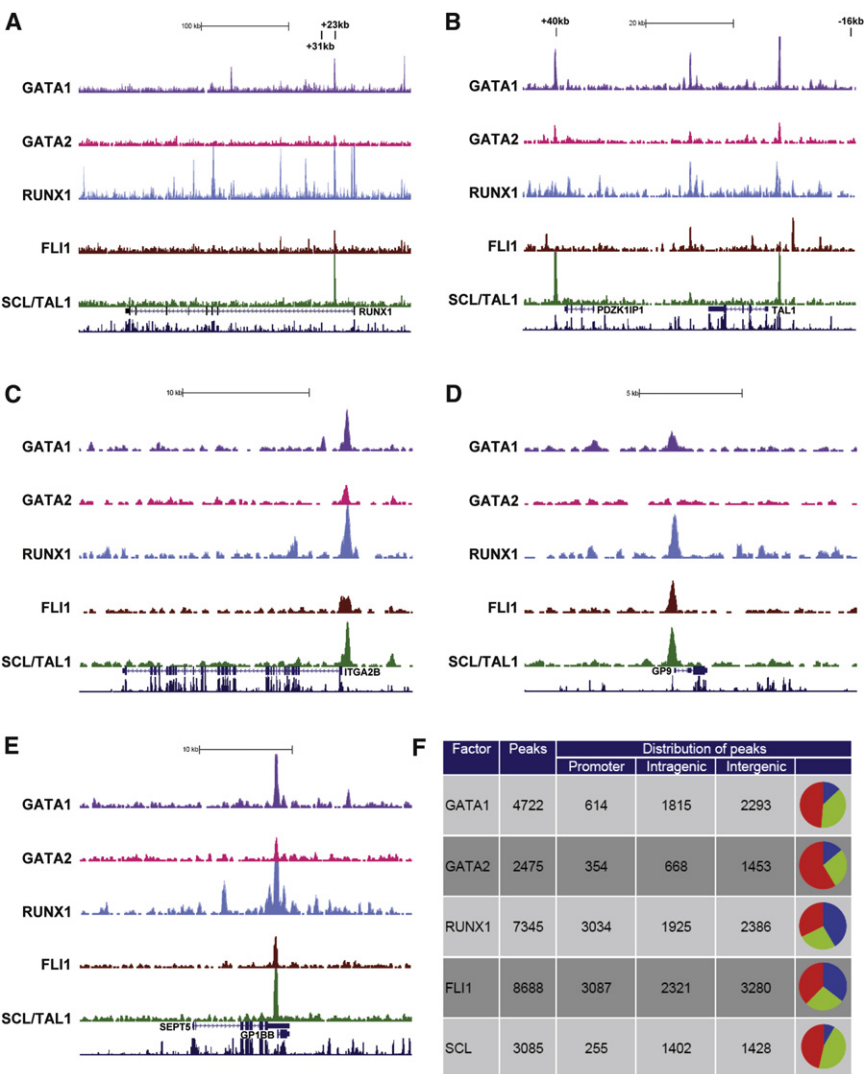 A
100 kb
+23kb
+31kb
GATA1
GATA2
RUNX1
FLI1
SCL/TAL1
RUNX1
B
+40kb
20 kb
-16kb
GATA1
GATA2
RUNX1
FLI1
SCL/TAL1
PDZK1IP1
TAL1
C
10 kb
GATA1
GATA2
RUNX1
FLI1
SCL/TAL1
ITGA2B
D
5 kb
GATA1
GATA2
RUNX1
FLI1
SCL/TAL1
GP9
E
10 kb
GATA1
GATA2
RUNX1
FLI1
SCL/TAL1
SEPT5
GP1BB
F
Factor Peaks Distribution of peaks
Promoter Intragenic Intergenic
GATA1 4722 614 1815 2293
GATA2 2475 354 668 1453
RUNX1 7345 3034 1925 2386
FLI1 8688 3087 2321 3280
SCL 3085 255 1402 1428